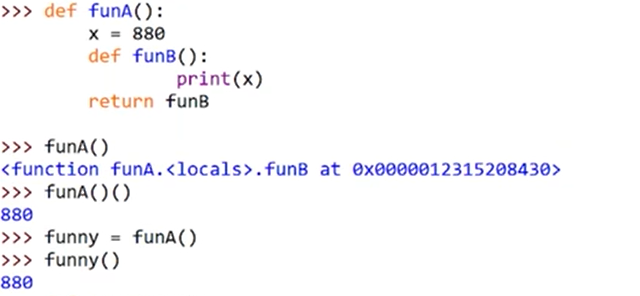 >>> def funA():
        x = 880
        def funB():
                print(x)
        return funB

>>> funA()
<function funA.<locals>.funB at 0x0000012315208430>
>>> funA()()
880
>>> funny = funA()
>>> funny()
880